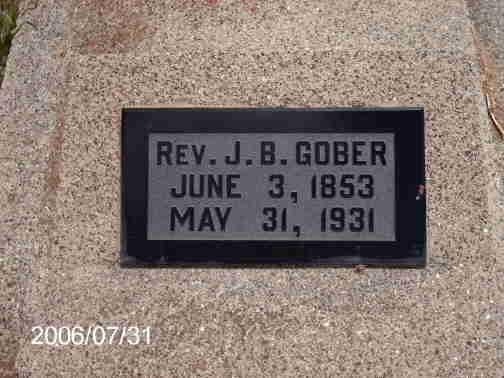 REV. J. B. GOBER
JUNE 3, 1853
MAY 31, 1931
2006/07/31